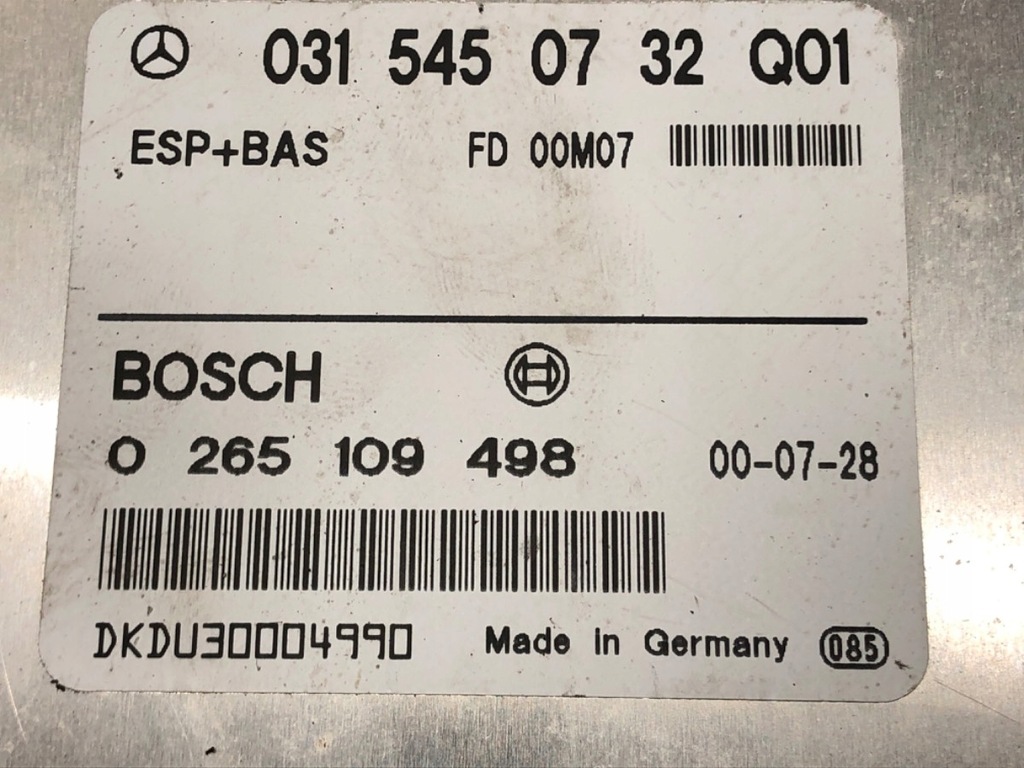 031 545 07 32 Q01
ESP+BAS FD 00M07
BOSCH
0 265 109 498 00-07-28
DKDU30004990 Made in Germany 085